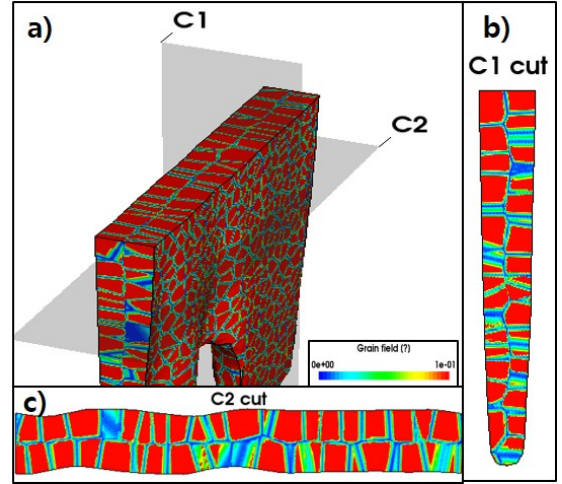 a)
C1
C2
Grain field (?)
0e+00
1e-01
b)
C1 cut
c)
C2 cut